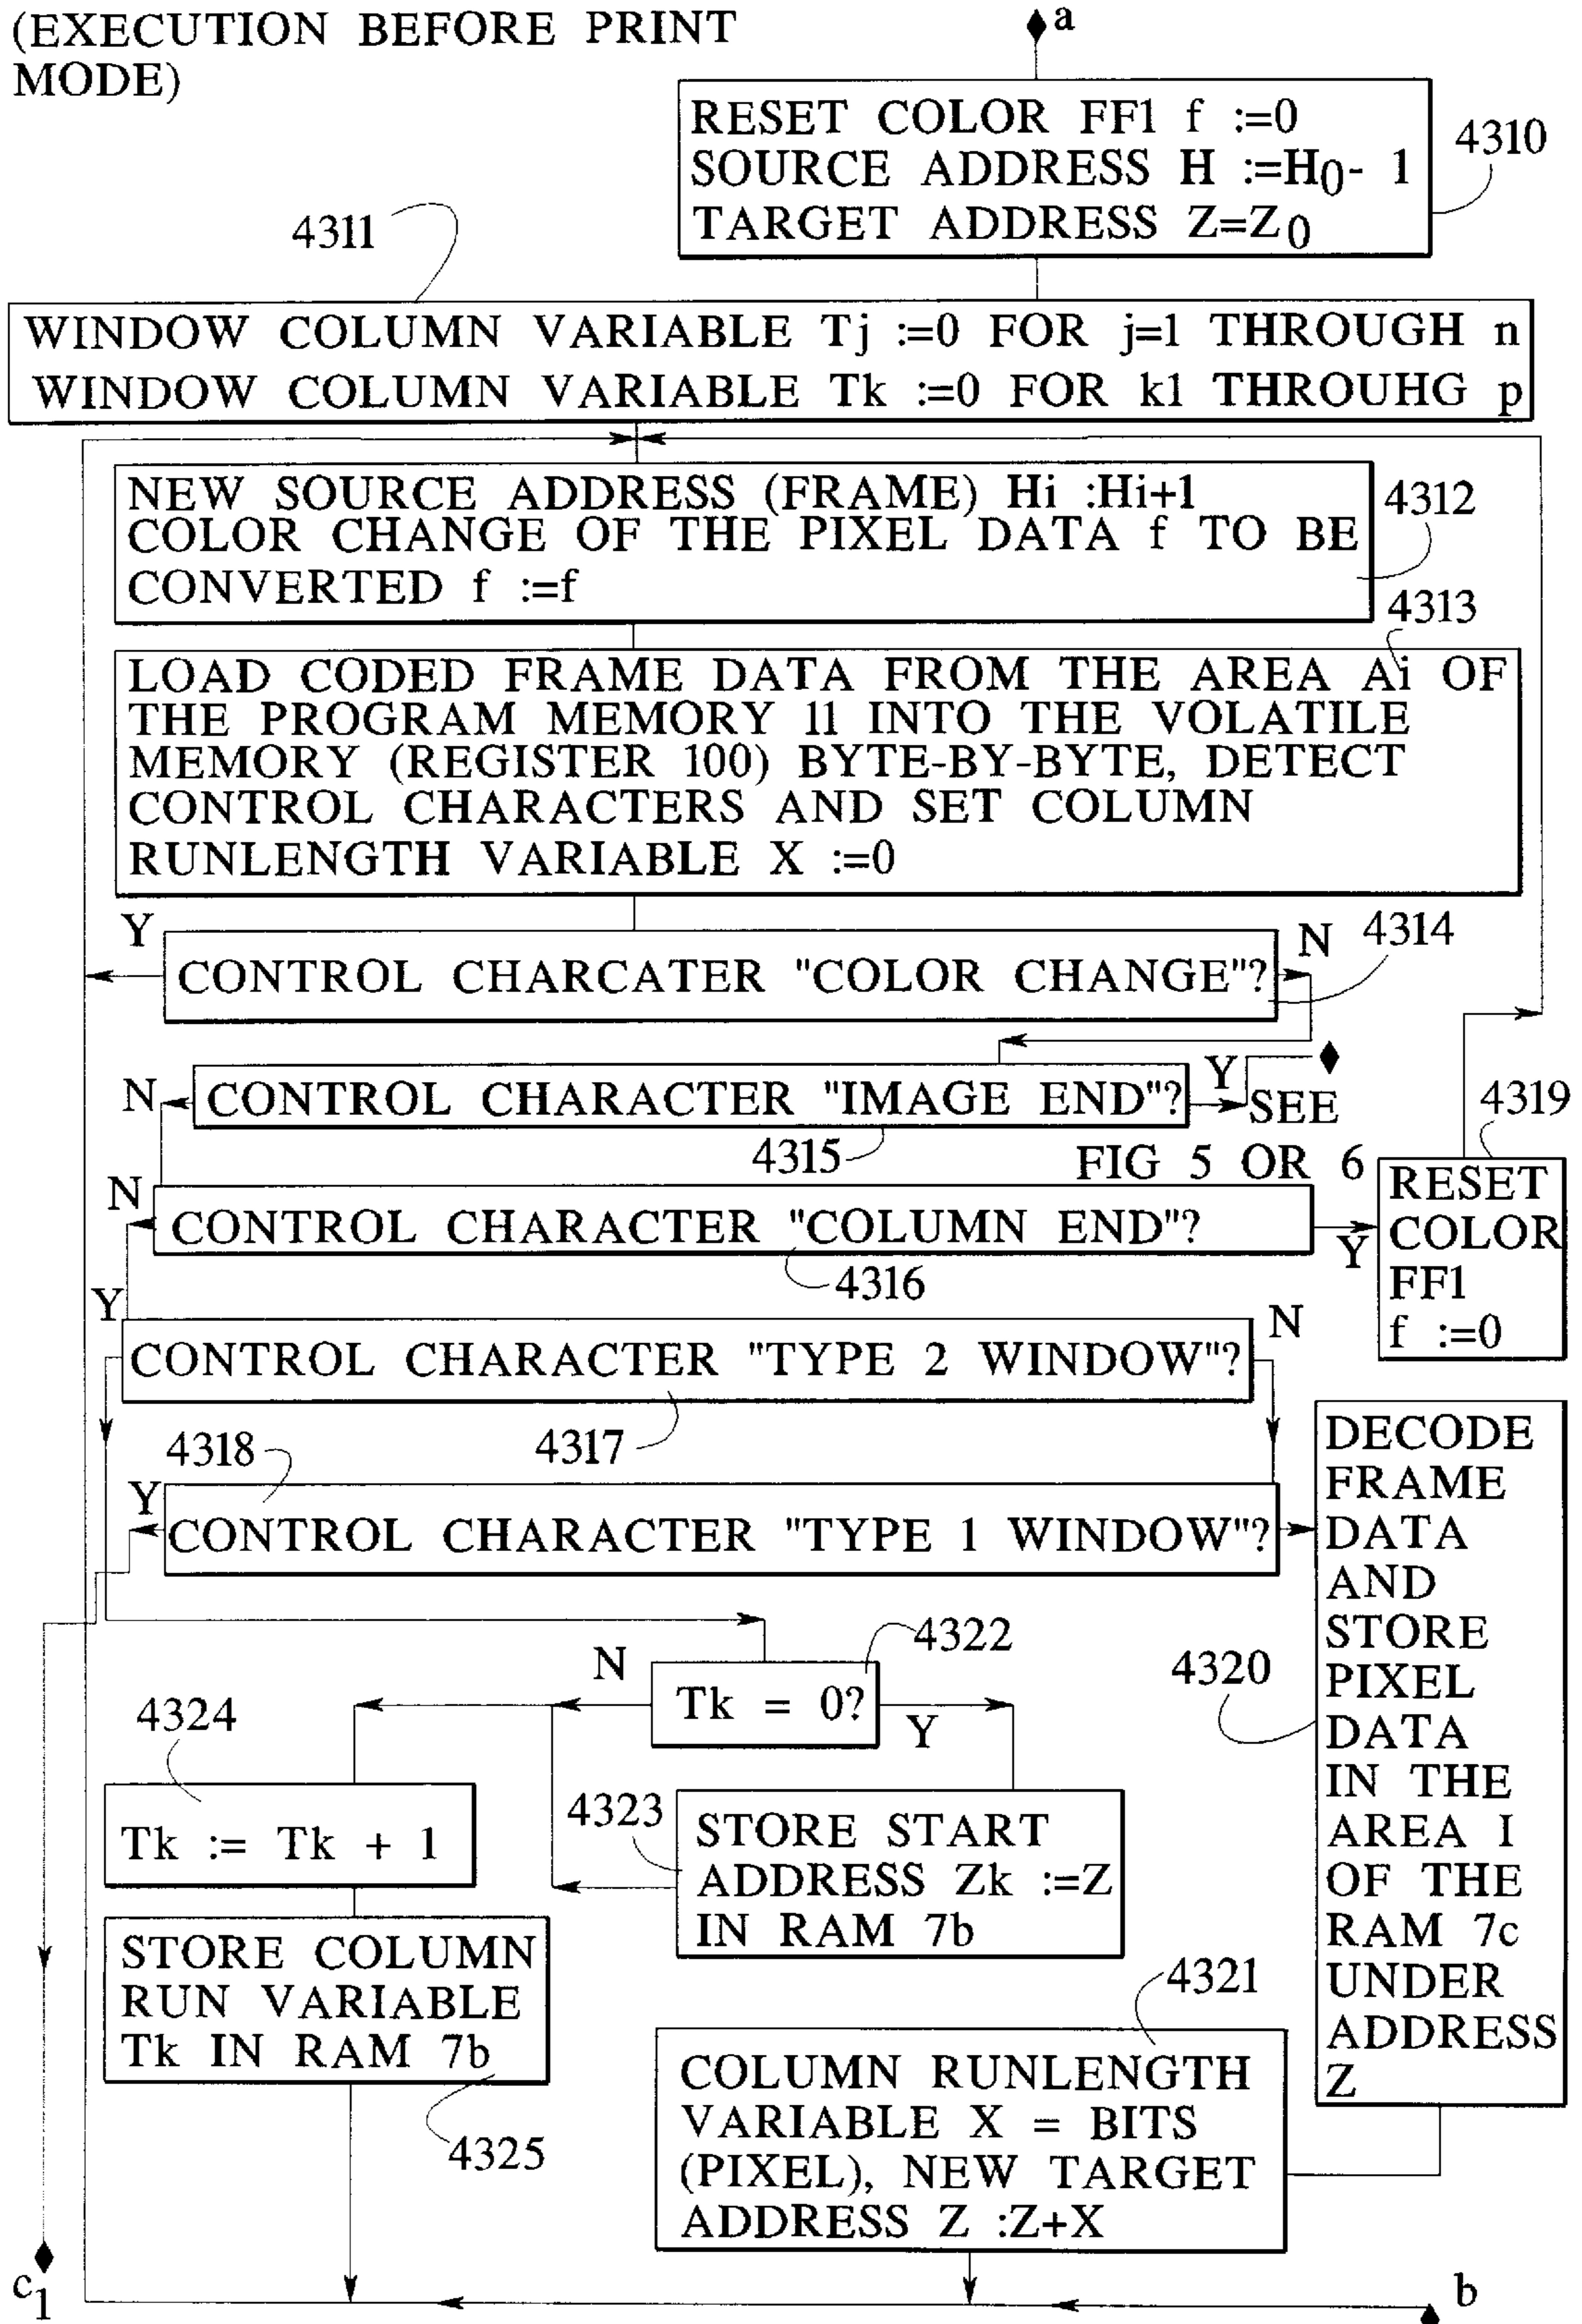 (EXECUTION BEFORE PRINT
MODE)
a
RESET COLOR FF1 f :=0
SOURCE ADDRESS H :=H0- 1
TARGET ADDRESS Z=Z0
4310
4311
WINDOW COLUMN VARIABLE Tj :=0 FOR j=1 THROUGH n
WINDOW COLUMN VARIABLE Tk :=0 FOR k1 THROUHG p
NEW SOURCE ADDRESS (FRAME) Hi :Hi+1
COLOR CHANGE OF THE PIXEL DATA f TO BE
CONVERTED f :=f
4312
4313
LOAD CODED FRAME DATA FROM THE AREA Ai OF
THE PROGRAM MEMORY 11 INTO THE VOLATILE
MEMORY (REGISTER 100) BYTE-BY-BYTE, DETECT
CONTROL CHARACTERS AND SET COLUMN
RUNLENGTH VARIABLE X :=0
Y
CONTROL CHARCATER "COLOR CHANGE"?
N
4314
N
CONTROL CHARACTER "IMAGE END"?
Y
SEE
FIG 5 OR 6
4315
N
CONTROL CHARACTER "COLUMN END"?
Y
4316
4319
RESET
COLOR
FF1
f :=0
Y
CONTROL CHARACTER "TYPE 2 WINDOW"?
N
4317
4318
Y
CONTROL CHARACTER "TYPE 1 WINDOW"?
DECODE
FRAME
DATA
AND
STORE
PIXEL
DATA
IN THE
AREA I
OF THE
RAM 7c
UNDER
ADDRESS
Z
4320
4322
N
Tk = 0?
Y
4324
Tk := Tk + 1
4323
STORE START
ADDRESS Zk :=Z
IN RAM 7b
STORE COLUMN
RUN VARIABLE
Tk IN RAM 7b
4325
4321
COLUMN RUNLENGTH
VARIABLE X = BITS
(PIXEL), NEW TARGET
ADDRESS Z :Z+X
c1
b